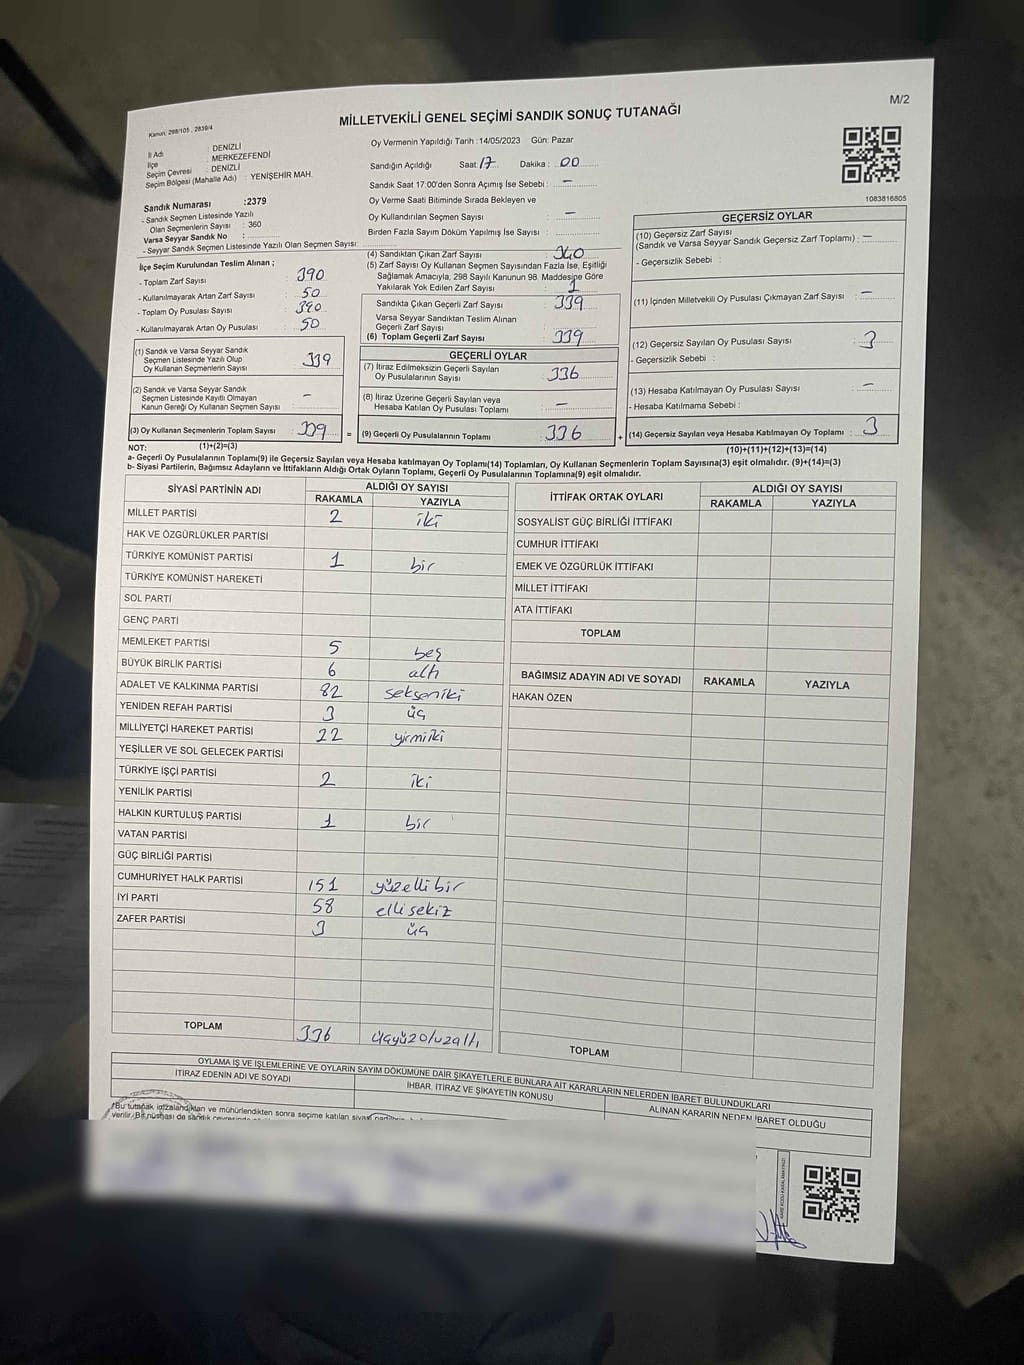 M/2
MİLLETVEKİLİ GENEL SEÇİMİ SANDIK SONUÇ TUTANAĞI
Kanun: 298/105 , 2839/4
İl Adı : DENİZLİ
İlçe : MERKEZEFENDİ
Seçim Çevresi : DENİZLİ
Seçim Bölgesi (Mahalle Adı) : YENİŞEHİR MAH.
Sandık Numarası :2379
- Sandık Seçmen Listesinde Yazılı
Olan Seçmenlerin Sayısı : 360
Varsa Seyyar Sandık No :
- Seyyar Sandık Seçmen Listesinde Yazılı Olan Seçmen Sayısı:
Oy Vermenin Yapıldığı Tarih :14/05/2023 Gün: Pazar
Sandığın Açıldığı Saat: 17 Dakika : 00
Sandık Saat 17:00'den Sonra Açımış İse Sebebi : —
Oy Verme Saati Bitiminde Sırada Bekleyen ve
Oy Kullandırılan Seçmen Sayısı : —
Birden Fazla Sayım Döküm Yapılmış İse Sayısı :
1083816805
İlçe Seçim Kurulundan Teslim Alınan ;
- Toplam Zarf Sayısı : 390
- Kullanılmayarak Artan Zarf Sayısı : 50
- Toplam Oy Pusulası Sayısı : 390
- Kullanılmayarak Artan Oy Pusulası : 50
(1) Sandık ve Varsa Seyyar Sandık
Seçmen Listesinde Yazılı Olup
Oy Kullanan Seçmenlerin Sayısı : 339
(2) Sandık ve Varsa Seyyar Sandık
Seçmen Listesinde Kayıtlı Olmayan
Kanun Gereği Oy Kullanan Seçmen Sayısı : —
(3) Oy Kullanan Seçmenlerin Toplam Sayısı : 339
(4) Sandıktan Çıkan Zarf Sayısı : 340
(5) Zarf Sayısı Oy Kullanan Seçmen Sayısından Fazla İse, Eşitliği
Sağlamak Amacıyla, 298 Sayılı Kanunun 98. Maddesine Göre
Yakılarak Yok Edilen Zarf Sayısı : 1
Sandıkta Çıkan Geçerli Zarf Sayısı : 339
Varsa Seyyar Sandıktan Teslim Alınan
Geçerli Zarf Sayısı :
(6) Toplam Geçerli Zarf Sayısı : 339
GEÇERLİ OYLAR
(7) İtiraz Edilmeksizin Geçerli Sayılan
Oy Pusulalarının Sayısı : 336
(8) İtiraz Üzerine Geçerli Sayılan veya
Hesaba Katılan Oy Pusulası Toplamı : —
= (9) Geçerli Oy Pusulalarının Toplamı : 336
GEÇERSİZ OYLAR
(10) Geçersiz Zarf Sayısı
(Sandık ve Varsa Seyyar Sandık Geçersiz Zarf Toplamı) : —
- Geçersizlik Sebebi :
(11) İçinden Milletvekili Oy Pusulası Çıkmayan Zarf Sayısı : —
(12) Geçersiz Sayılan Oy Pusulası Sayısı : 3
- Geçersizlik Sebebi :
(13) Hesaba Katılmayan Oy Pusulası Sayısı : —
- Hesaba Katılmama Sebebi :
+ (14) Geçersiz Sayılan veya Hesaba Katılmayan Oy Toplamı : 3
NOT: (1)+(2)=(3)
(10)+(11)+(12)+(13)=(14)
a- Geçerli Oy Pusulalarının Toplamı(9) ile Geçersiz Sayılan veya Hesaba katılmayan Oy Toplamı(14) Toplamları, Oy Kullanan Seçmenlerin Toplam Sayısına(3) eşit olmalıdır. (9)+(14)=(3)
b- Siyasi Partilerin, Bağımsız Adayların ve İttifakların Aldığı Ortak Oyların Toplamı, Geçerli Oy Pusulalarının Toplamına(9) eşit olmalıdır.
SİYASİ PARTİNİN ADI ALDIĞI OY SAYISI
RAKAMLA YAZIYLA
MİLLET PARTİSİ 2 iki
HAK VE ÖZGÜRLÜKLER PARTİSİ
TÜRKİYE KOMÜNİST PARTİSİ 1 bir
TÜRKİYE KOMÜNİST HAREKETİ
SOL PARTİ
GENÇ PARTİ
MEMLEKET PARTİSİ 5 beş
BÜYÜK BİRLİK PARTİSİ 6 altı
ADALET VE KALKINMA PARTİSİ 82 sekseniki
YENİDEN REFAH PARTİSİ 3 üç
MİLLİYETÇİ HAREKET PARTİSİ 22 yirmiiki
YEŞİLLER VE SOL GELECEK PARTİSİ
TÜRKİYE İŞÇİ PARTİSİ 2 iki
YENİLİK PARTİSİ
HALKIN KURTULUŞ PARTİSİ 1 bir
VATAN PARTİSİ
GÜÇ BİRLİĞİ PARTİSİ
CUMHURİYET HALK PARTİSİ 151 yüzellibir
İYİ PARTİ 58 ellisekiz
ZAFER PARTİSİ 3 üç
TOPLAM 336 üçyüzotuzaltı
İTTİFAK ORTAK OYLARI ALDIĞI OY SAYISI
RAKAMLA YAZIYLA
SOSYALİST GÜÇ BİRLİĞİ İTTİFAKI
CUMHUR İTTİFAKI
EMEK VE ÖZGÜRLÜK İTTİFAKI
MİLLET İTTİFAKI
ATA İTTİFAKI
TOPLAM
BAĞIMSIZ ADAYIN ADI VE SOYADI RAKAMLA YAZIYLA
HAKAN ÖZEN
TOPLAM
OYLAMA İŞ VE İŞLEMLERİNE VE OYLARIN SAYIM DÖKÜMÜNE DAİR ŞİKAYETLERLE BUNLARA AİT KARARLARIN NELERDEN İBARET BULUNDUKLARI
İTİRAZ EDENİN ADI VE SOYADI İHBAR, İTİRAZ VE ŞİKAYETİN KONUSU ALINAN KARARIN NEDEN İBARET OLDUĞU
"Bu tutanak imzalandıktan ve mühürlendikten sonra seçime katılan siyasi
verilir. Bir nüshası da sandık